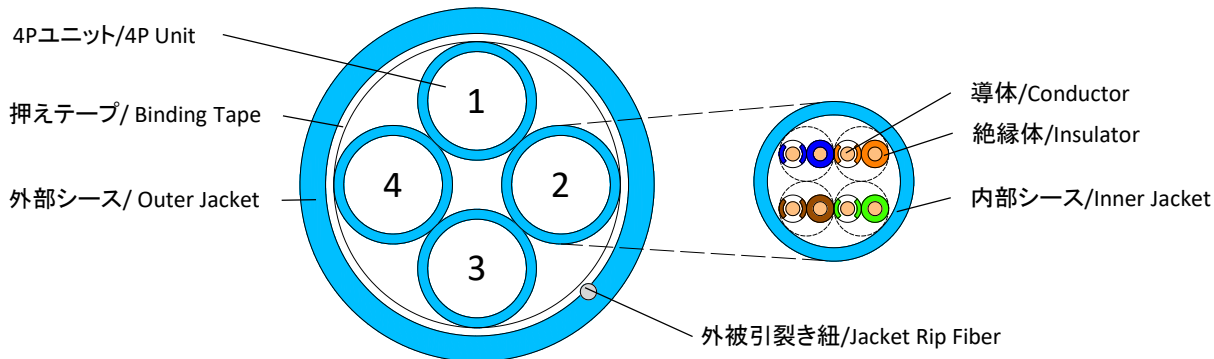 4Pユニット/4P Unit
押えテープ/ Binding Tape
外部シース/ Outer Jacket
1
2
3
4
導体/Conductor
絶縁体/Insulator
内部シース/Inner Jacket
外被引裂き紐/Jacket Rip Fiber